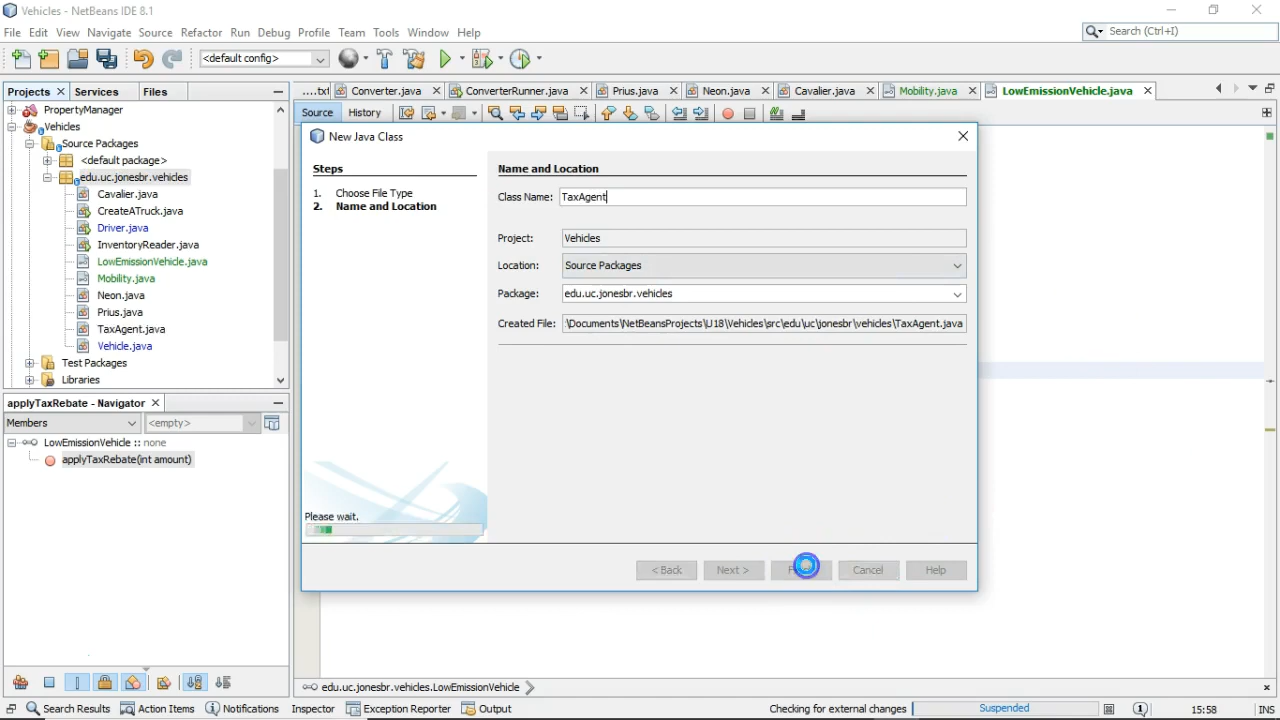 Vehicles - NetBeans IDE 8.1
File Edit View Navigate Source Refactor Run Debug Profile Team Tools Window Help
Search (Ctrl+I)
<default config>
Projects Services Files
....txt Converter.java ConverterRunner.java Prius.java Neon.java Cavalier.java Mobility.java LowEmissionVehicle.java
Source History
PropertyManager
Vehicles
Source Packages
<default package>
edu.uc.jonesbr.vehicles
Cavalier.java
CreateATruck.java
Driver.java
InventoryReader.java
LowEmissionVehicle.java
Mobility.java
Neon.java
Prius.java
TaxAgent.java
Vehicle.java
Test Packages
Libraries
applyTaxRebate - Navigator
Members <empty>
LowEmissionVehicle :: none
applyTaxRebate(int amount)
New Java Class
Steps
1. Choose File Type
2. Name and Location
Please wait.
Name and Location
Class Name: TaxAgent
Project: Vehicles
Location: Source Packages
Package: edu.uc.jonesbr.vehicles
Created File: :\Documents\NetBeansProjects\IJ18\Vehicles\src\edu\uc\jonesbr\vehicles\TaxAgent.java
< Back Next > Cancel Help
edu.uc.jonesbr.vehicles.LowEmissionVehicle
Search Results Action Items Notifications Inspector Exception Reporter Output
Checking for external changes Suspended 1 15:58 INS